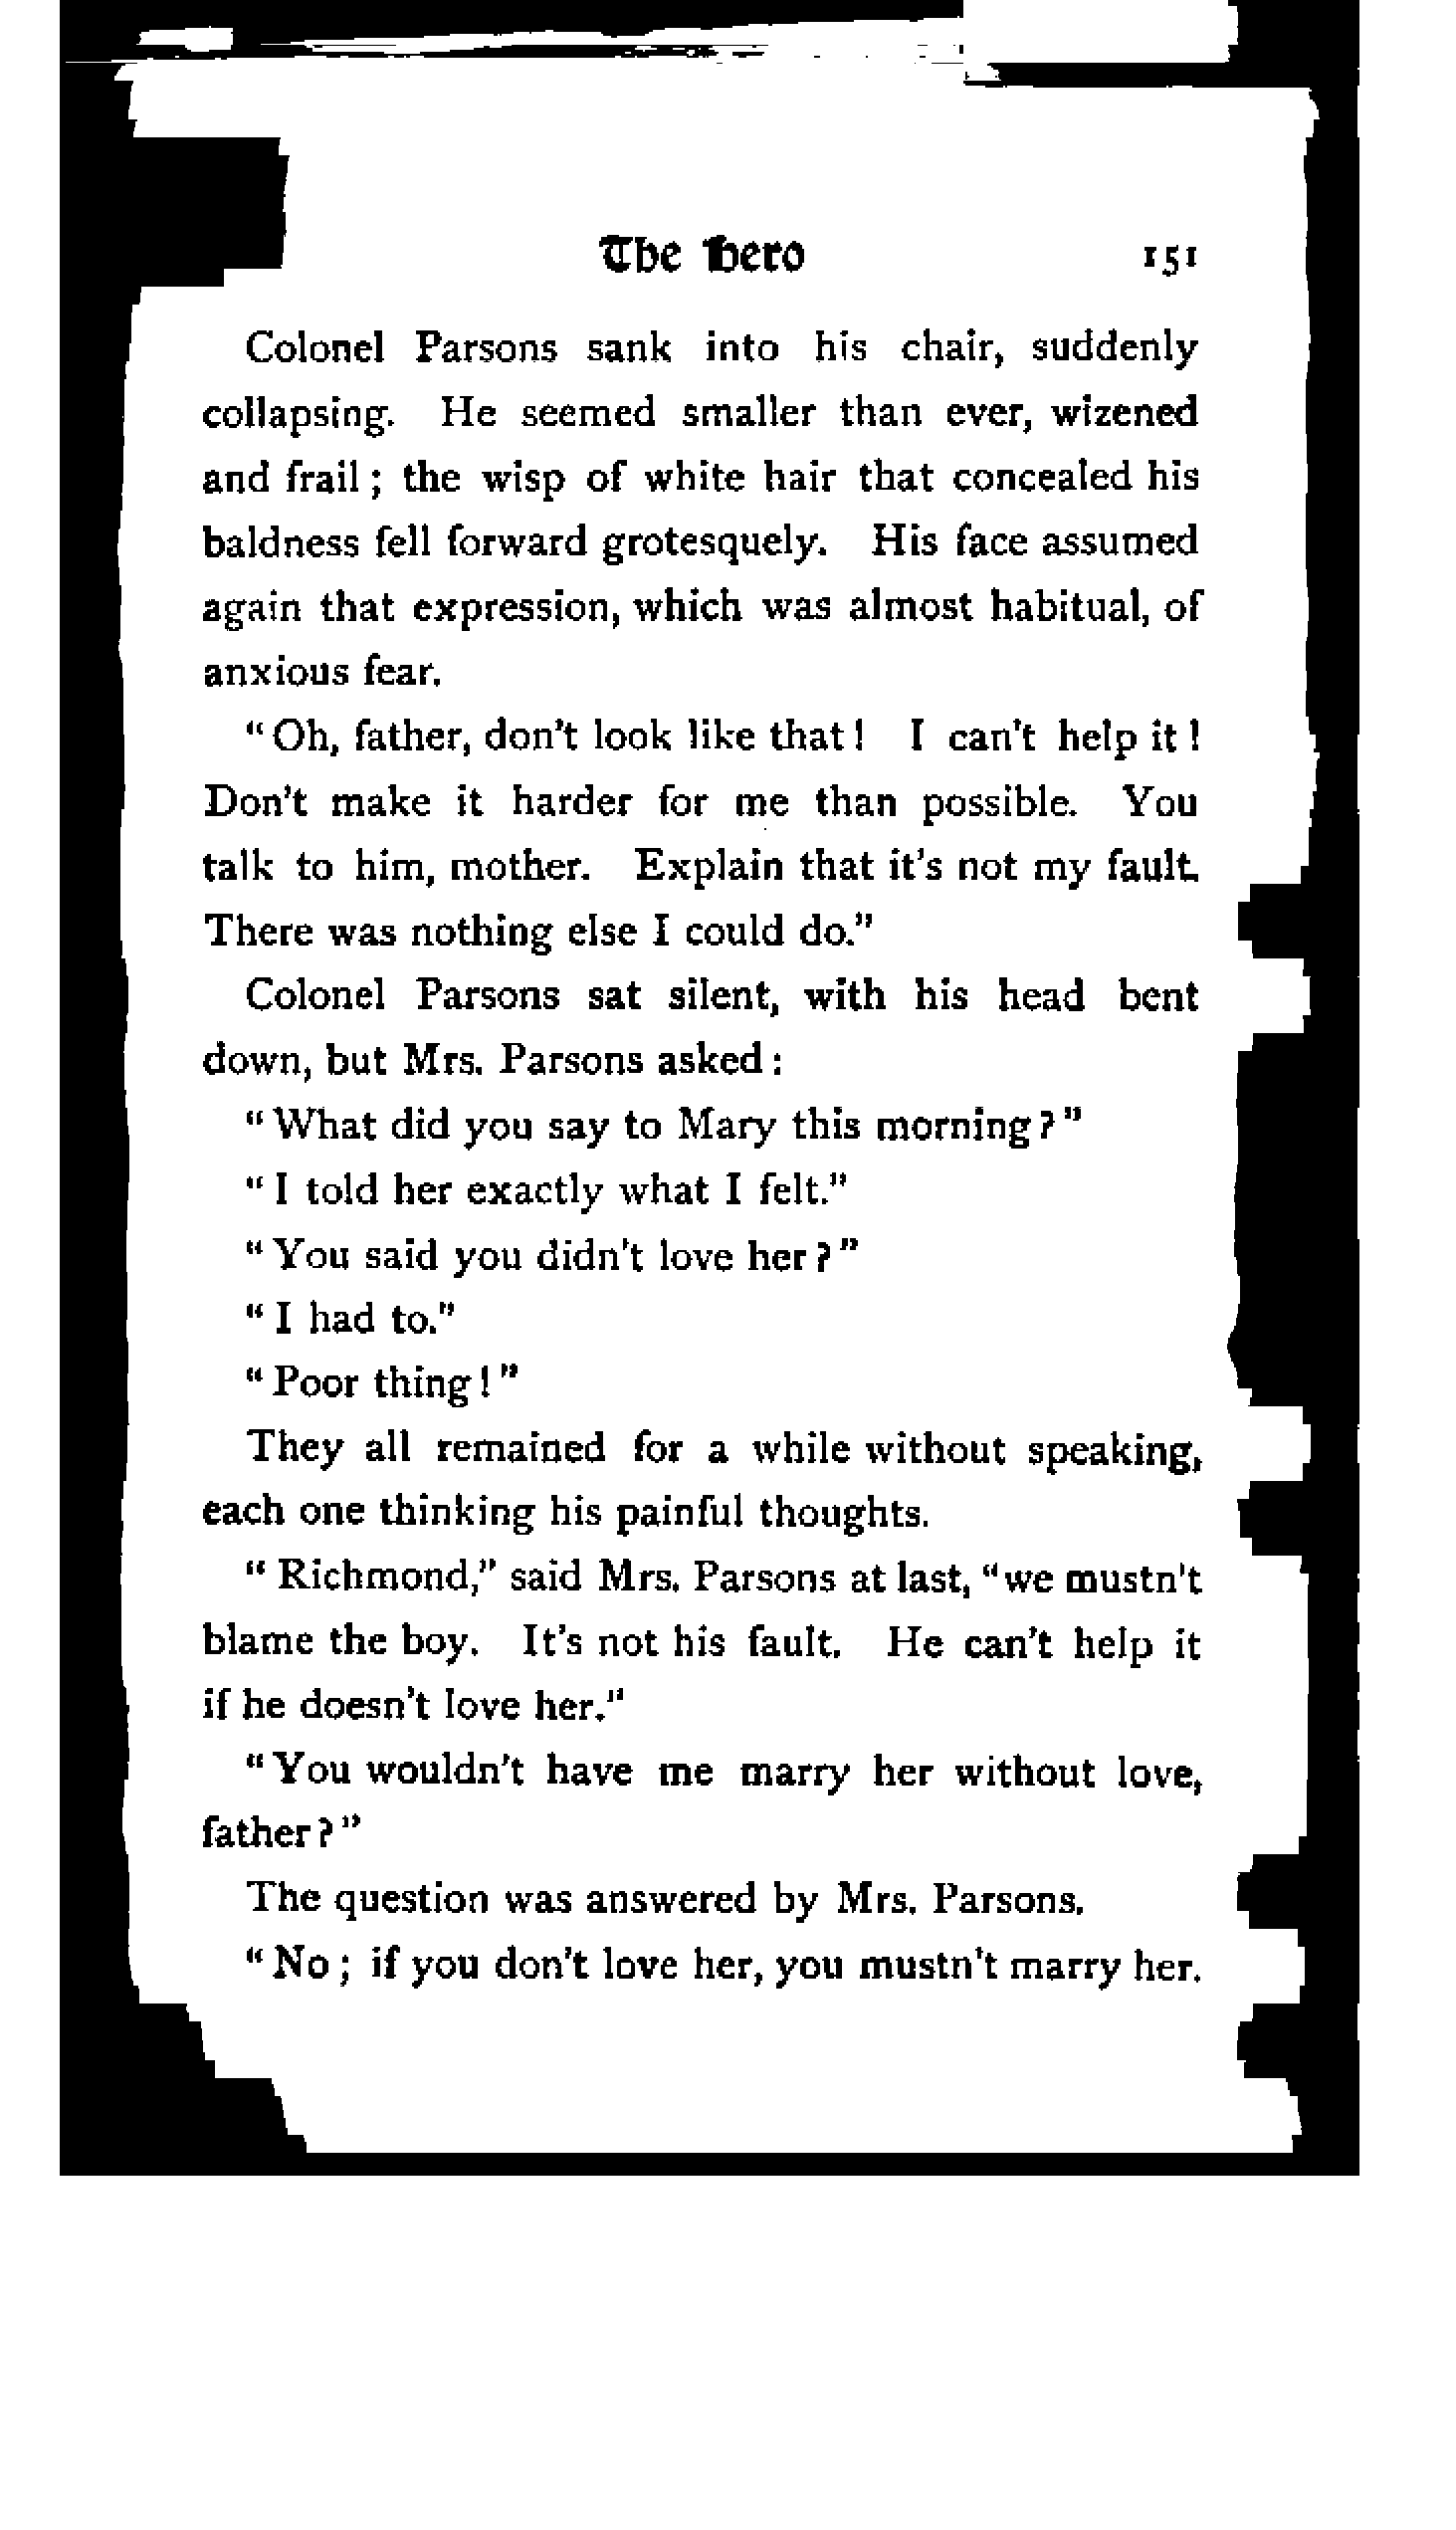 The Hero 151
Colonel Parsons sank into his chair, suddenly
collapsing. He seemed smaller than ever, wizened
and frail; the wisp of white hair that concealed his
baldness fell forward grotesquely. His face assumed
again that expression, which was almost habitual, of
anxious fear.
"Oh, father, don't look like that! I can't help it!
Don't make it harder for me than possible. You
talk to him, mother. Explain that it's not my fault.
There was nothing else I could do."
Colonel Parsons sat silent, with his head bent
down, but Mrs. Parsons asked:
"What did you say to Mary this morning?"
"I told her exactly what I felt."
"You said you didn't love her?"
"I had to."
"Poor thing!"
They all remained for a while without speaking,
each one thinking his painful thoughts.
"Richmond," said Mrs. Parsons at last, "we mustn't
blame the boy. It's not his fault. He can't help it
if he doesn't love her."
"You wouldn't have me marry her without love,
father?"
The question was answered by Mrs. Parsons.
"No; if you don't love her, you mustn't marry her.